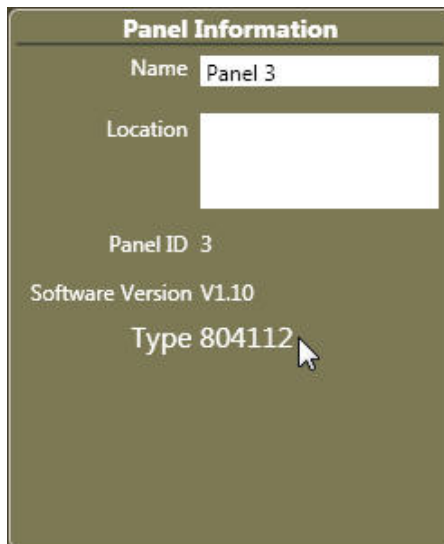 Panel Information
Name Panel 3
Location
Panel ID 3
Software Version V1.10
Type 804112